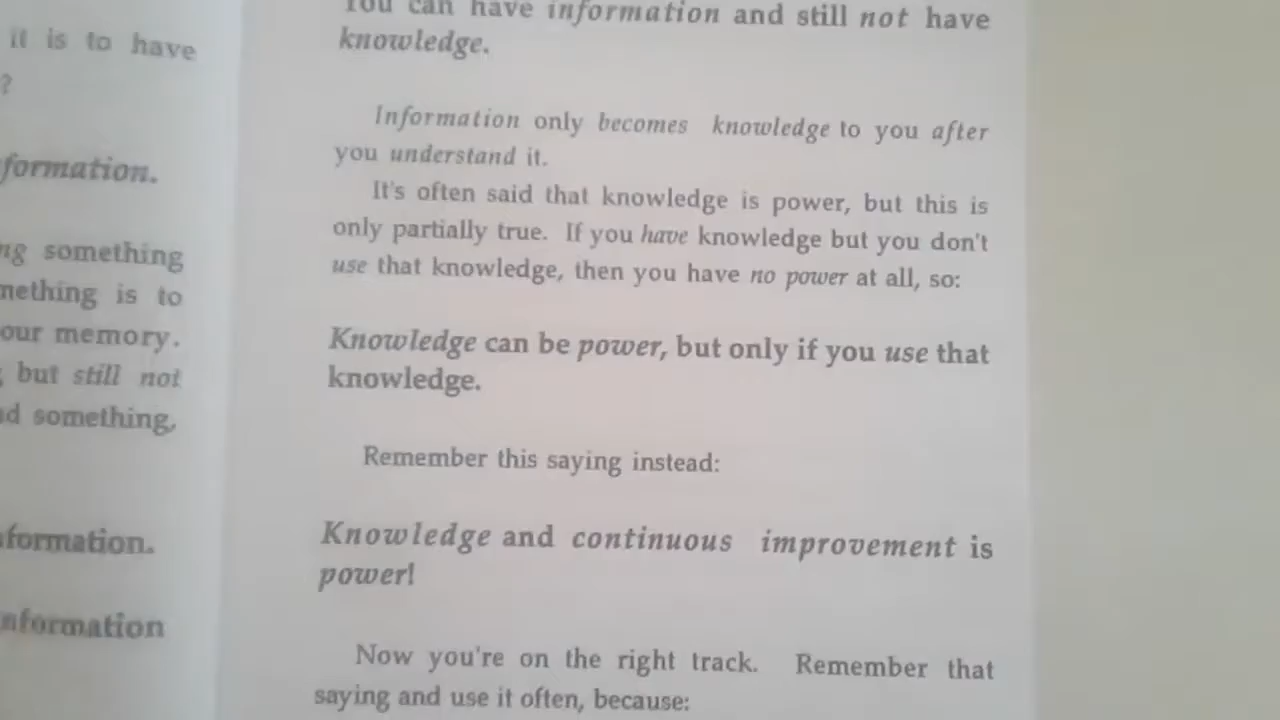 it is to have
?
formation.
ng something
mething is to
our memory.
but still not
d something,
formation.
nformation
You can have information and still not have
knowledge.
Information only becomes knowledge to you after
you understand it.
It's often said that knowledge is power, but this is
only partially true. If you have knowledge but you don't
use that knowledge, then you have no power at all, so:
Knowledge can be power, but only if you use that
knowledge.
Remember this saying instead:
Knowledge and continuous improvement is
power!
Now you're on the right track. Remember that
saying and use it often, because: